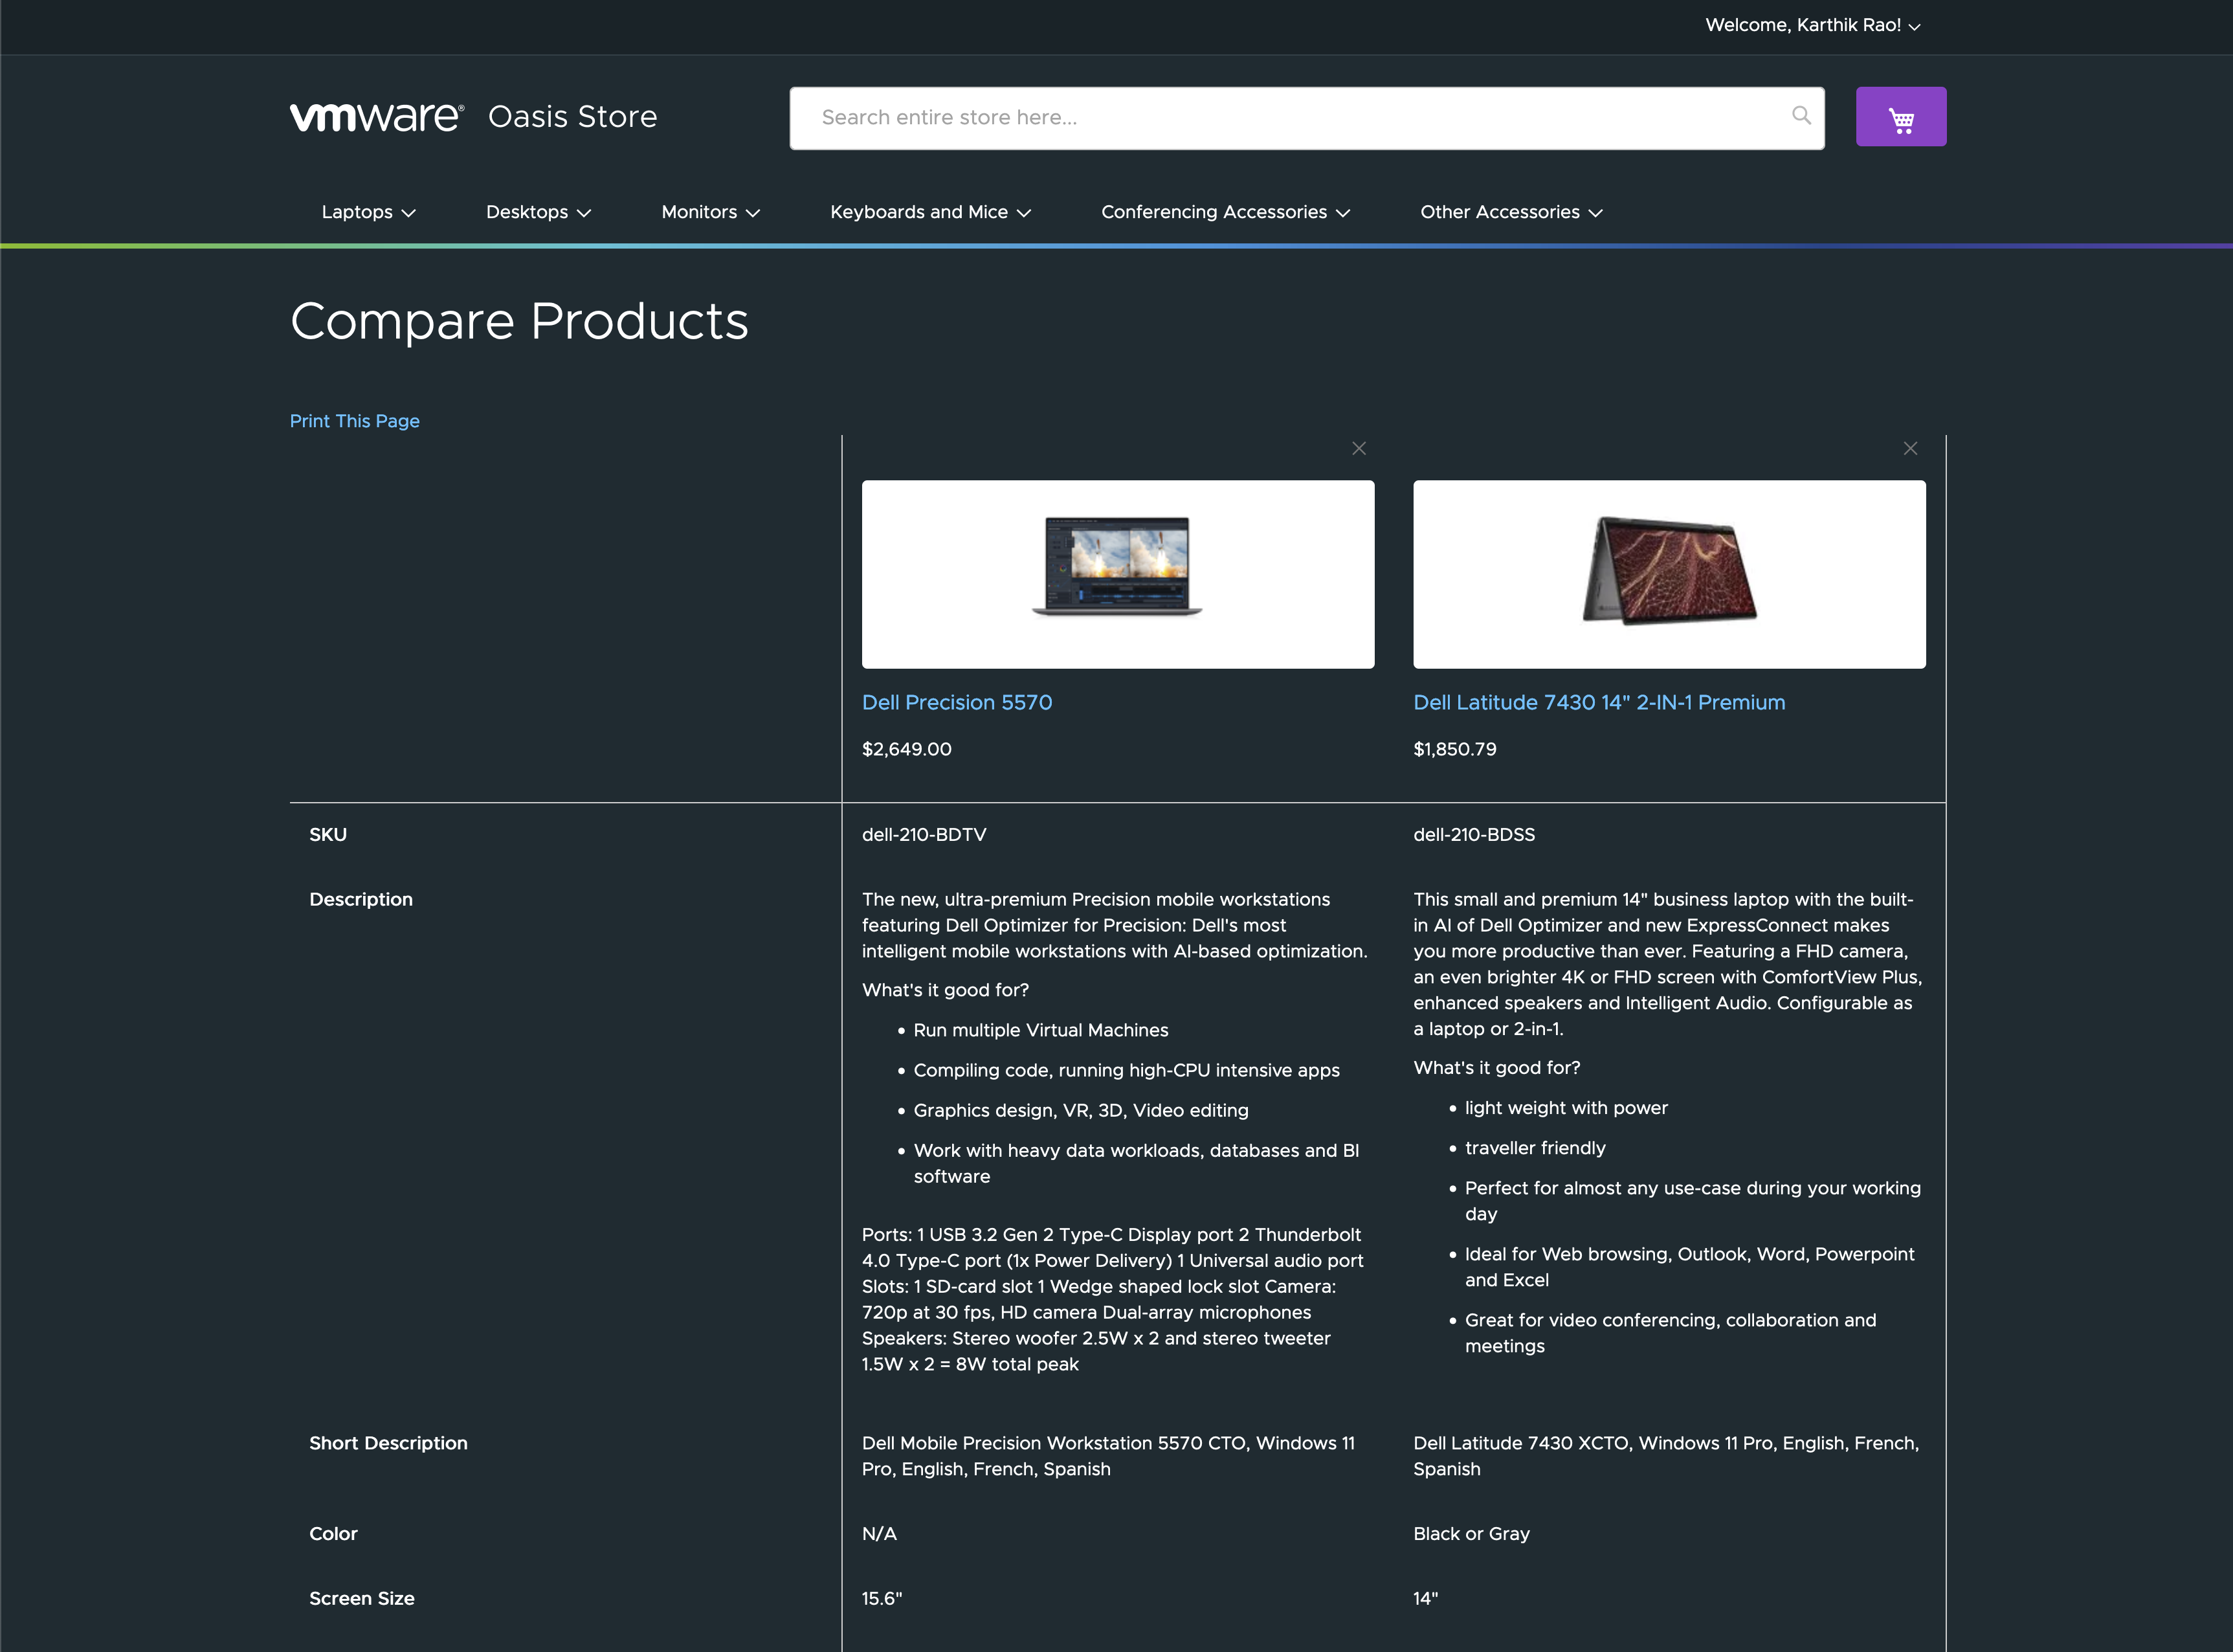 Welcome, Karthik Rao!
vmware® Oasis Store
Search entire store here...
Laptops
Desktops
Monitors
Keyboards and Mice
Conferencing Accessories
Other Accessories
Compare Products
Print This Page
Dell Precision 5570
$2,649.00
Dell Latitude 7430 14" 2-IN-1 Premium
$1,850.79
SKU
dell-210-BDTV
dell-210-BDSS
Description
The new, ultra-premium Precision mobile workstations
featuring Dell Optimizer for Precision: Dell's most
intelligent mobile workstations with AI-based optimization.
What's it good for?
• Run multiple Virtual Machines
• Compiling code, running high-CPU intensive apps
• Graphics design, VR, 3D, Video editing
• Work with heavy data workloads, databases and BI
software
Ports: 1 USB 3.2 Gen 2 Type-C Display port 2 Thunderbolt
4.0 Type-C port (1x Power Delivery) 1 Universal audio port
Slots: 1 SD-card slot 1 Wedge shaped lock slot Camera:
720p at 30 fps, HD camera Dual-array microphones
Speakers: Stereo woofer 2.5W x 2 and stereo tweeter
1.5W x 2 = 8W total peak
This small and premium 14" business laptop with the built-
in AI of Dell Optimizer and new ExpressConnect makes
you more productive than ever. Featuring a FHD camera,
an even brighter 4K or FHD screen with ComfortView Plus,
enhanced speakers and Intelligent Audio. Configurable as
a laptop or 2-in-1.
What's it good for?
• light weight with power
• traveller friendly
• Perfect for almost any use-case during your working
day
• Ideal for Web browsing, Outlook, Word, Powerpoint
and Excel
• Great for video conferencing, collaboration and
meetings
Short Description
Dell Mobile Precision Workstation 5570 CTO, Windows 11
Pro, English, French, Spanish
Dell Latitude 7430 XCTO, Windows 11 Pro, English, French,
Spanish
Color
N/A
Black or Gray
Screen Size
15.6"
14"